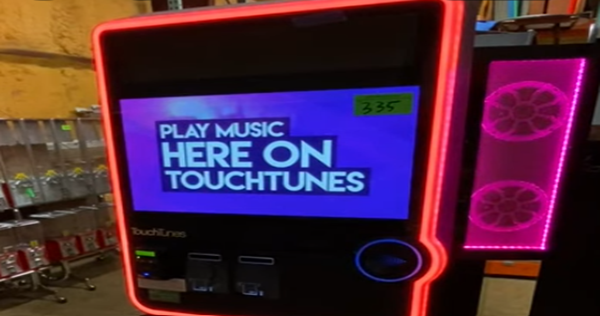 335
PLAY MUSIC
HERE ON
TOUCHTUNES
TouchTunes